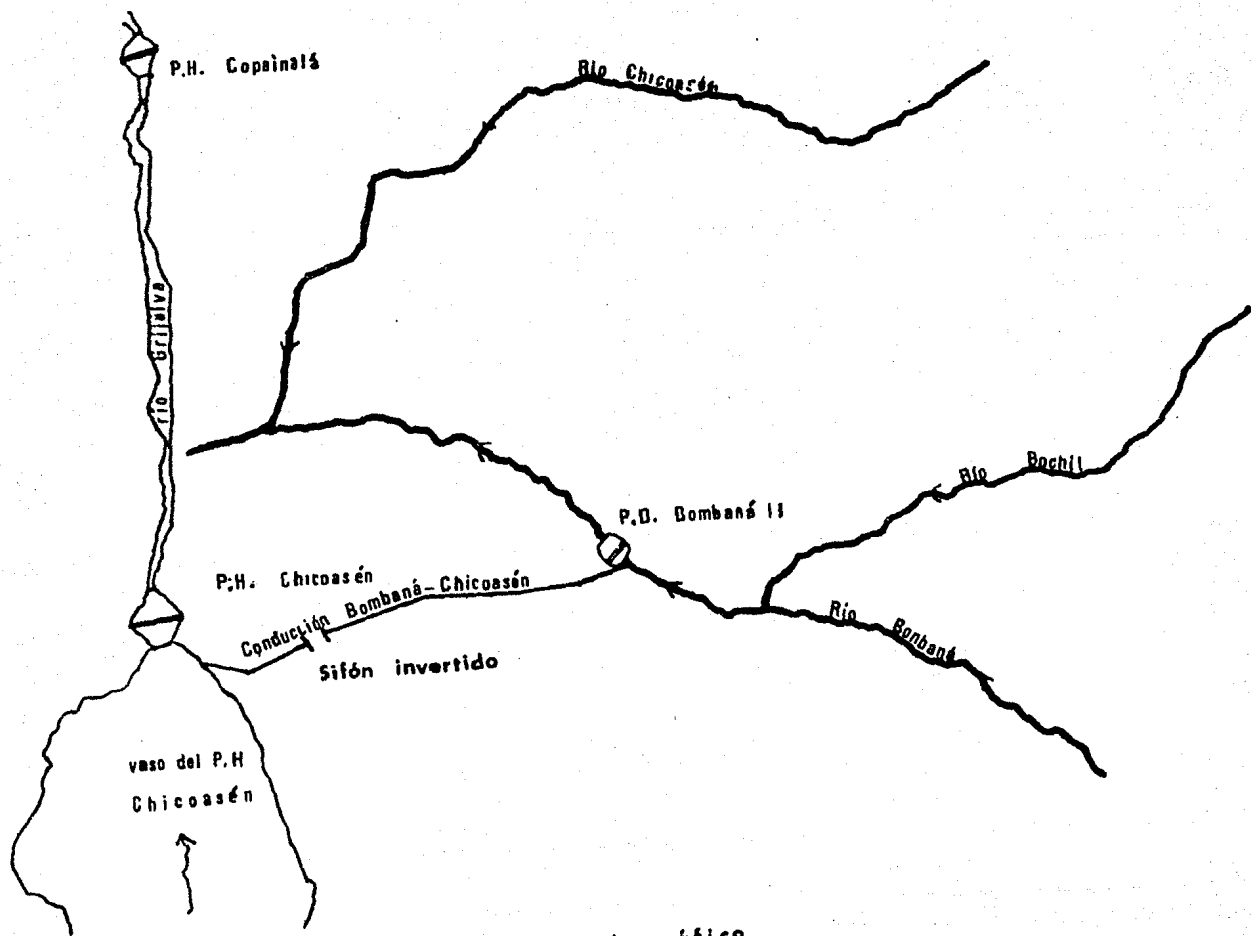 P.H. Copainalá
Río Chicoasén
río Grijalva
Río Bochil
P.D. Bombaná II
P.H. Chicoasén
Conducción Bombaná-Chicoasén
Río Bonbaná
Sifón invertido
vaso del P.H
Chicoasén